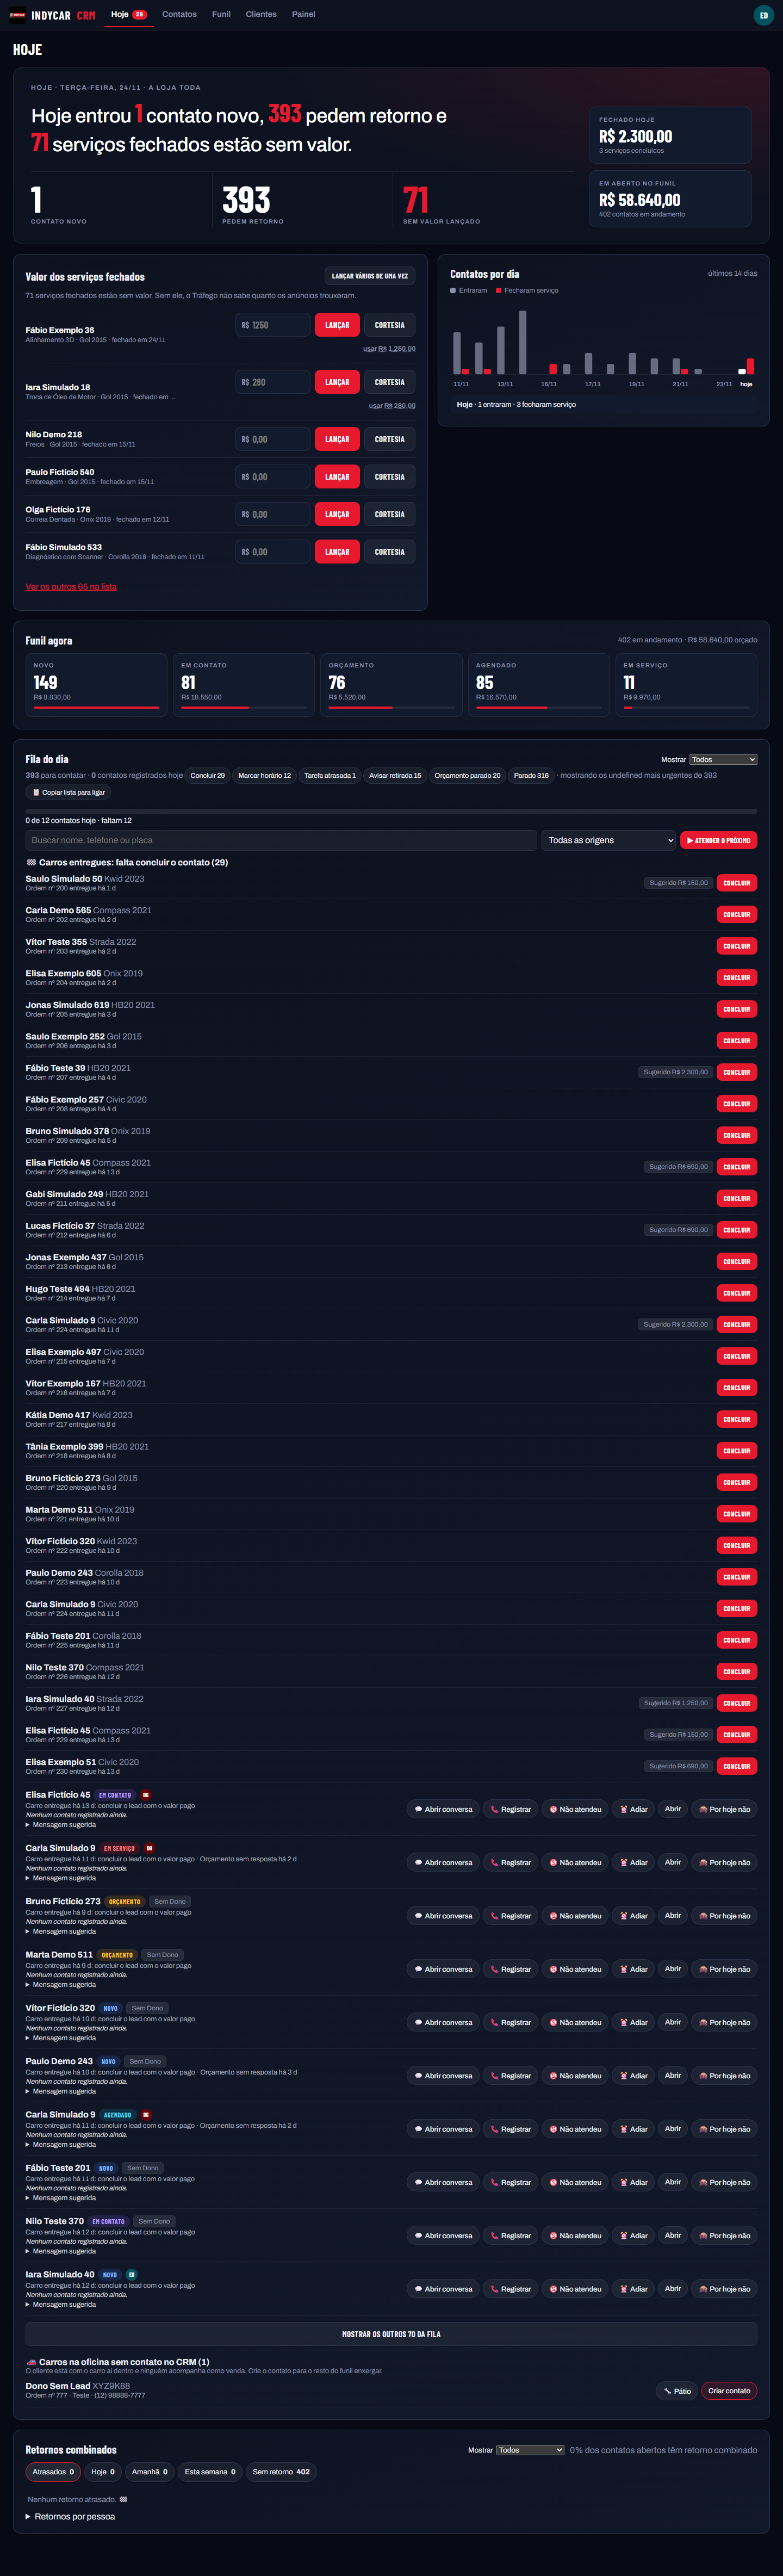 INDYCAR CRM
Hoje 29
Contatos
Funil
Clientes
Painel
ED
HOJE
HOJE · TERÇA-FEIRA, 24/11 · A LOJA TODA
Hoje entrou 1 contato novo, 393 pedem retorno e
71 serviços fechados estão sem valor.
1
CONTATO NOVO
393
PEDEM RETORNO
71
SEM VALOR LANÇADO
FECHADO HOJE
R$ 2.300,00
3 serviços concluídos
EM ABERTO NO FUNIL
R$ 58.640,00
402 contatos em andamento
Valor dos serviços fechados
LANÇAR VÁRIOS DE UMA VEZ
71 serviços fechados estão sem valor. Sem ele, o Tráfego não sabe quanto os anúncios trouxeram.
Fábio Exemplo 36
Alinhamento 3D · Gol 2015 · fechado em 24/11
R$ 1250
LANÇAR
CORTESIA
usar R$ 1.250,00
Iara Simulado 18
Troca de Óleo de Motor · Gol 2015 · fechado em ...
R$ 280
LANÇAR
CORTESIA
usar R$ 280,00
Nilo Demo 218
Freios · Gol 2015 · fechado em 15/11
R$ 0,00
LANÇAR
CORTESIA
Paulo Fictício 540
Embreagem · Gol 2015 · fechado em 15/11
R$ 0,00
LANÇAR
CORTESIA
Olga Fictício 176
Correia Dentada · Onix 2019 · fechado em 12/11
R$ 0,00
LANÇAR
CORTESIA
Fábio Simulado 533
Diagnóstico com Scanner · Corolla 2018 · fechado em 11/11
R$ 0,00
LANÇAR
CORTESIA
Ver os outros 65 na lista
Contatos por dia
últimos 14 dias
Entraram
Fecharam serviço
11/11
13/11
15/11
17/11
19/11
21/11
23/11
hoje
Hoje · 1 entraram · 3 fecharam serviço
Funil agora
402 em andamento · R$ 58.640,00 orçado
NOVO
149
R$ 8.030,00
EM CONTATO
81
R$ 18.550,00
ORÇAMENTO
76
R$ 5.520,00
AGENDADO
85
R$ 16.570,00
EM SERVIÇO
11
R$ 9.970,00
Fila do dia
Mostrar Todos
393 para contatar · 0 contatos registrados hoje Concluir 29 Marcar horário 12 Tarefa atrasada 1 Avisar retirada 15 Orçamento parado 20 Parado 316 · mostrando os undefined mais urgentes de 393
Copiar lista para ligar
0 de 12 contatos hoje · faltam 12
Buscar nome, telefone ou placa
Todas as origens
ATENDER O PRÓXIMO
Carros entregues: falta concluir o contato (29)
Saulo Simulado 50 Kwid 2023
Ordem nº 200 entregue há 1 d
Sugerido R$ 150,00
CONCLUIR
Carla Demo 565 Compass 2021
Ordem nº 202 entregue há 2 d
CONCLUIR
Vítor Teste 355 Strada 2022
Ordem nº 203 entregue há 2 d
CONCLUIR
Elisa Exemplo 605 Onix 2019
Ordem nº 204 entregue há 2 d
CONCLUIR
Jonas Simulado 619 HB20 2021
Ordem nº 205 entregue há 3 d
CONCLUIR
Saulo Exemplo 252 Gol 2015
Ordem nº 206 entregue há 3 d
CONCLUIR
Fábio Teste 39 HB20 2021
Ordem nº 207 entregue há 4 d
Sugerido R$ 2.300,00
CONCLUIR
Fábio Exemplo 257 Civic 2020
Ordem nº 208 entregue há 4 d
CONCLUIR
Bruno Simulado 378 Onix 2019
Ordem nº 209 entregue há 5 d
CONCLUIR
Elisa Fictício 45 Compass 2021
Ordem nº 229 entregue há 13 d
Sugerido R$ 690,00
CONCLUIR
Gabi Simulado 249 HB20 2021
Ordem nº 211 entregue há 5 d
CONCLUIR
Lucas Fictício 37 Strada 2022
Ordem nº 212 entregue há 6 d
Sugerido R$ 690,00
CONCLUIR
Jonas Exemplo 437 Gol 2015
Ordem nº 213 entregue há 6 d
CONCLUIR
Hugo Teste 494 HB20 2021
Ordem nº 214 entregue há 7 d
CONCLUIR
Carla Simulado 9 Civic 2020
Ordem nº 224 entregue há 11 d
Sugerido R$ 2.300,00
CONCLUIR
Elisa Exemplo 497 Civic 2020
Ordem nº 215 entregue há 7 d
CONCLUIR
Vítor Exemplo 167 HB20 2021
Ordem nº 216 entregue há 7 d
CONCLUIR
Kátia Demo 417 Kwid 2023
Ordem nº 217 entregue há 8 d
CONCLUIR
Tânia Exemplo 399 HB20 2021
Ordem nº 218 entregue há 8 d
CONCLUIR
Bruno Fictício 273 Gol 2015
Ordem nº 220 entregue há 9 d
CONCLUIR
Marta Demo 511 Onix 2019
Ordem nº 221 entregue há 10 d
CONCLUIR
Vítor Fictício 320 Kwid 2023
Ordem nº 222 entregue há 10 d
CONCLUIR
Paulo Demo 243 Corolla 2018
Ordem nº 223 entregue há 10 d
CONCLUIR
Carla Simulado 9 Civic 2020
Ordem nº 224 entregue há 11 d
CONCLUIR
Fábio Teste 201 Corolla 2018
Ordem nº 225 entregue há 11 d
CONCLUIR
Nilo Teste 370 Compass 2021
Ordem nº 226 entregue há 12 d
CONCLUIR
Iara Simulado 40 Strada 2022
Ordem nº 227 entregue há 12 d
Sugerido R$ 1.250,00
CONCLUIR
Elisa Fictício 45 Compass 2021
Ordem nº 229 entregue há 13 d
Sugerido R$ 150,00
CONCLUIR
Elisa Exemplo 51 Civic 2020
Ordem nº 230 entregue há 13 d
Sugerido R$ 680,00
CONCLUIR
Elisa Fictício 45 EM CONTATO DG
Carro entregue há 13 d: concluir o lead com o valor pago
Nenhum contato registrado ainda.
Mensagem sugerida
Abrir conversa Registrar Não atendeu Adiar Abrir Por hoje não
Carla Simulado 9 EM SERVIÇO DG
Carro entregue há 11 d: concluir o lead com o valor pago · Orçamento sem resposta há 2 d
Nenhum contato registrado ainda.
Mensagem sugerida
Abrir conversa Registrar Não atendeu Adiar Abrir Por hoje não
Bruno Fictício 273 ORÇAMENTO Sem Dono
Carro entregue há 9 d: concluir o lead com o valor pago
Nenhum contato registrado ainda.
Mensagem sugerida
Abrir conversa Registrar Não atendeu Adiar Abrir Por hoje não
Marta Demo 511 ORÇAMENTO Sem Dono
Carro entregue há 9 d: concluir o lead com o valor pago
Nenhum contato registrado ainda.
Mensagem sugerida
Abrir conversa Registrar Não atendeu Adiar Abrir Por hoje não
Vítor Fictício 320 NOVO Sem Dono
Carro entregue há 10 d: concluir o lead com o valor pago
Nenhum contato registrado ainda.
Mensagem sugerida
Abrir conversa Registrar Não atendeu Adiar Abrir Por hoje não
Paulo Demo 243 NOVO Sem Dono
Carro entregue há 10 d: concluir o lead com o valor pago · Orçamento sem resposta há 3 d
Nenhum contato registrado ainda.
Mensagem sugerida
Abrir conversa Registrar Não atendeu Adiar Abrir Por hoje não
Carla Simulado 9 AGENDADO DG
Carro entregue há 11 d: concluir o lead com o valor pago · Orçamento sem resposta há 2 d
Nenhum contato registrado ainda.
Mensagem sugerida
Abrir conversa Registrar Não atendeu Adiar Abrir Por hoje não
Fábio Teste 201 NOVO Sem Dono
Carro entregue há 11 d: concluir o lead com o valor pago
Nenhum contato registrado ainda.
Mensagem sugerida
Abrir conversa Registrar Não atendeu Adiar Abrir Por hoje não
Nilo Teste 370 EM CONTATO Sem Dono
Carro entregue há 12 d: concluir o lead com o valor pago
Nenhum contato registrado ainda.
Mensagem sugerida
Abrir conversa Registrar Não atendeu Adiar Abrir Por hoje não
Iara Simulado 40 NOVO ED
Carro entregue há 12 d: concluir o lead com o valor pago
Nenhum contato registrado ainda.
Mensagem sugerida
Abrir conversa Registrar Não atendeu Adiar Abrir Por hoje não
MOSTRAR OS OUTROS 70 DA FILA
Carros na oficina sem contato no CRM (1)
O cliente está com o carro aí dentro e ninguém acompanha como venda. Crie o contato para o resto do funil enxergar.
Dono Sem Lead XYZ9K88
Ordem nº 777 · Teste · (12) 98888-7777
Pátio
Criar contato
Retornos combinados
Mostrar Todos
0% dos contatos abertos têm retorno combinado
Atrasados 0
Hoje 0
Amanhã 0
Esta semana 0
Sem retorno 402
Nenhum retorno atrasado.
Retornos por pessoa